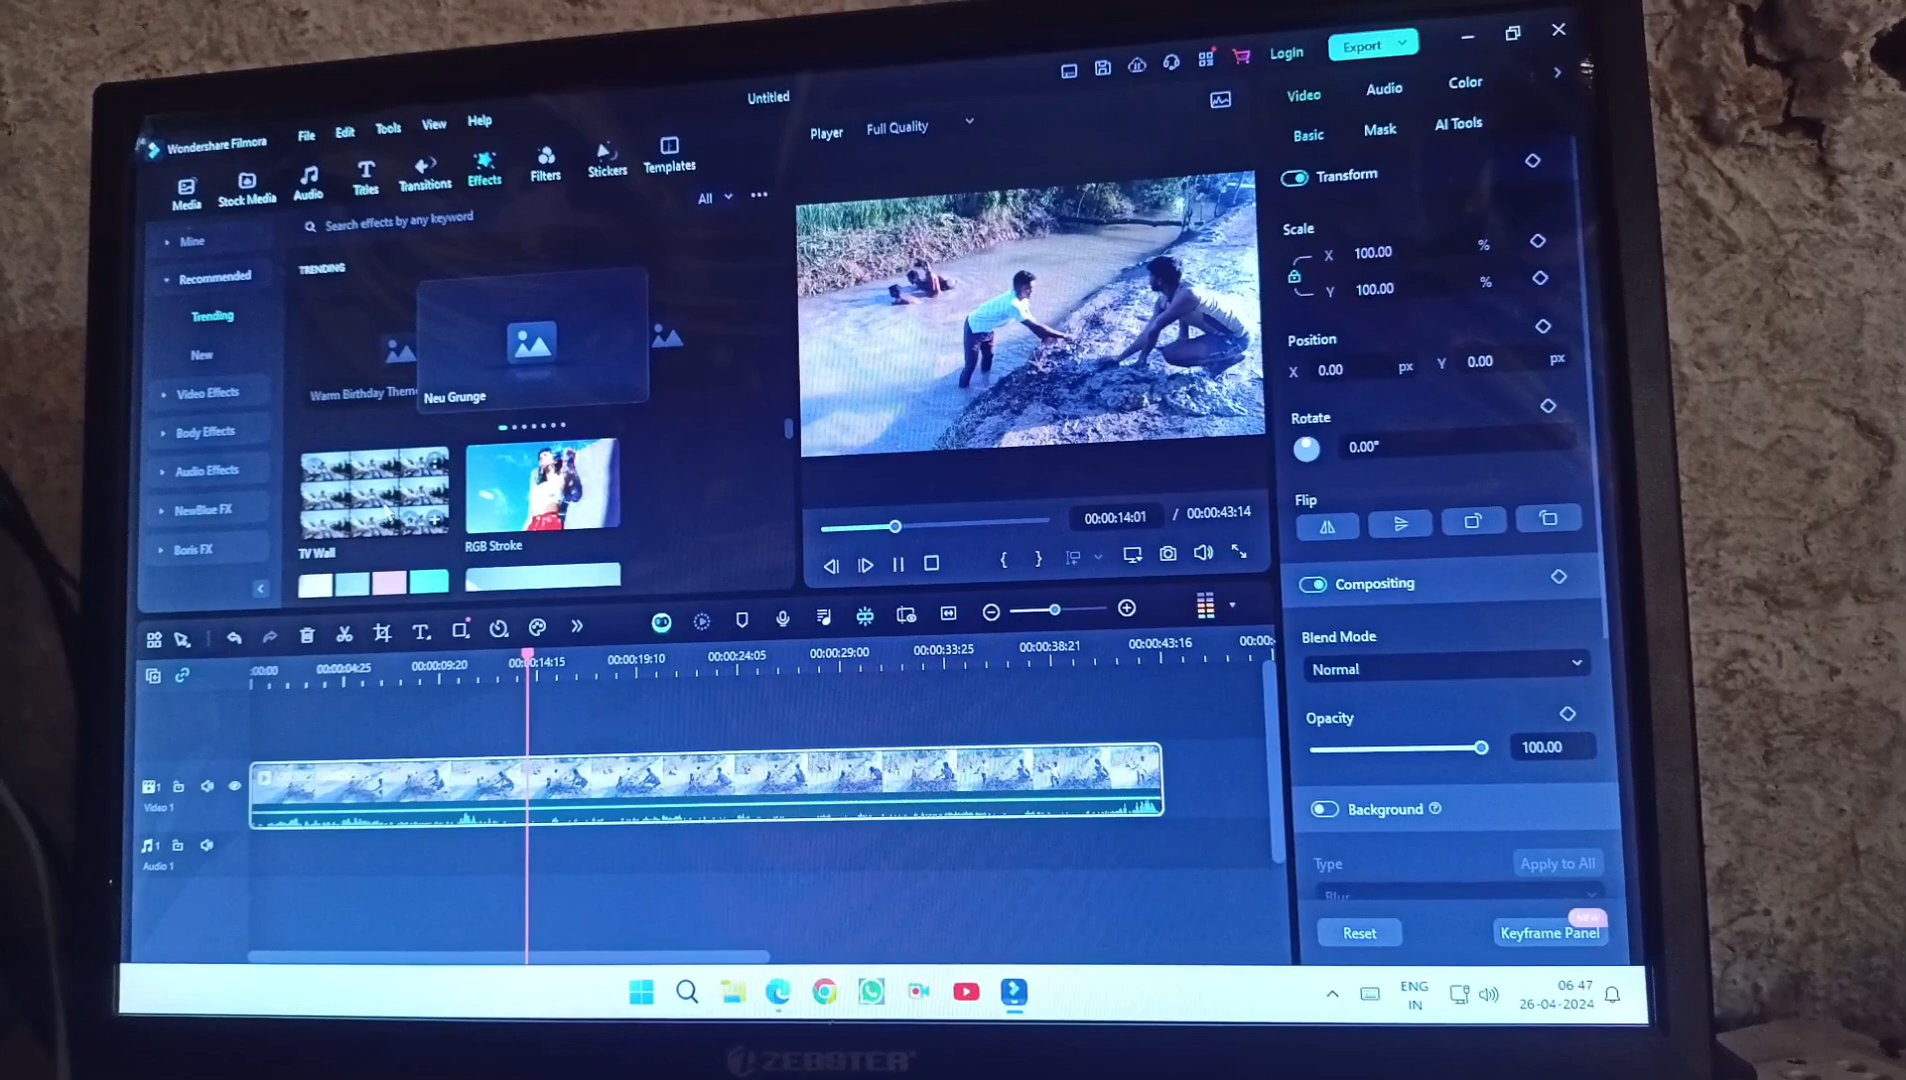 Wondershare Filmora
File
Edit
Tools
View
Help
Untitled
Login
Export
Media
Stock Media
Audio
Titles
Transitions
Effects
Filters
Stickers
Templates
Search effects by any keyword
All
Mine
Recommended
Trending
New
Video Effects
Body Effects
Audio Effects
NewBlue FX
Boris FX
TRENDING
Warm Birthday Them
Neu Grunge
TV Wall
RGB Stroke
Player
Full Quality
00:00:14:01 / 00:00:43:14
Video
Audio
Color
Basic
Mask
AI Tools
Transform
Scale
X 100.00 %
Y 100.00 %
Position
X 0.00 px Y 0.00 px
Rotate
0.00°
Flip
Compositing
Blend Mode
Normal
Opacity
100.00
Background
Type
Apply to All
Blur
NEW
Reset
Keyframe Panel
:00:00 00:00:04:25 00:00:09:20 00:00:14:15 00:00:19:10 00:00:24:05 00:00:29:00 00:00:33:25 00:00:38:21 00:00:43:16 00:00:
1
Video 1
1
Audio 1
ENG
IN
06:47
26-04-2024
ZEBSTER